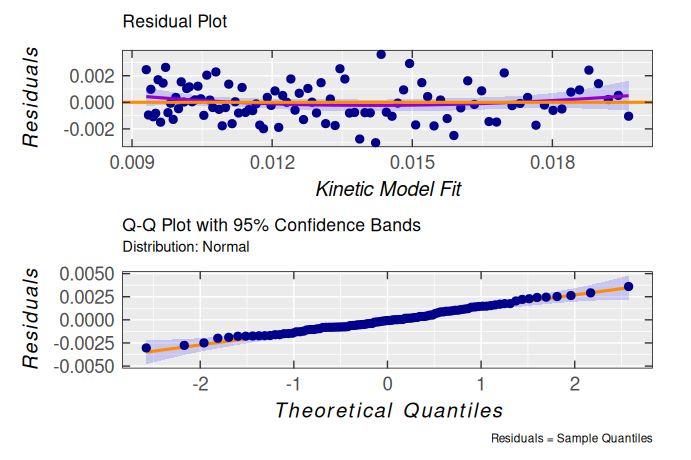 Residual Plot
Residuals
0.002
0.000
-0.002
0.009
0.012
0.015
0.018
Kinetic Model Fit
Q-Q Plot with 95% Confidence Bands
Distribution: Normal
Residuals
0.0050
0.0025
0.0000
-0.0025
-0.0050
-2
-1
0
1
2
Theoretical Quantiles
Residuals = Sample Quantiles